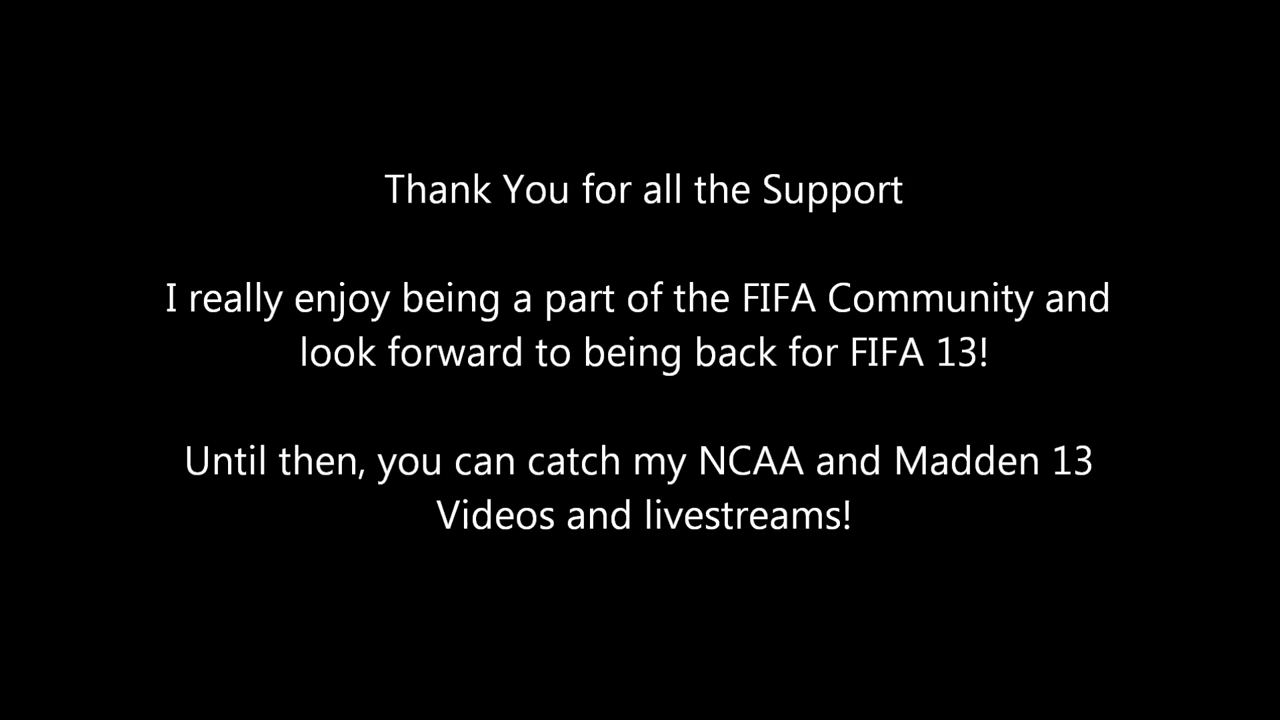 Thank You for all the Support
I really enjoy being a part of the FIFA Community and
look forward to being back for FIFA 13!
Until then, you can catch my NCAA and Madden 13
Videos and livestreams!